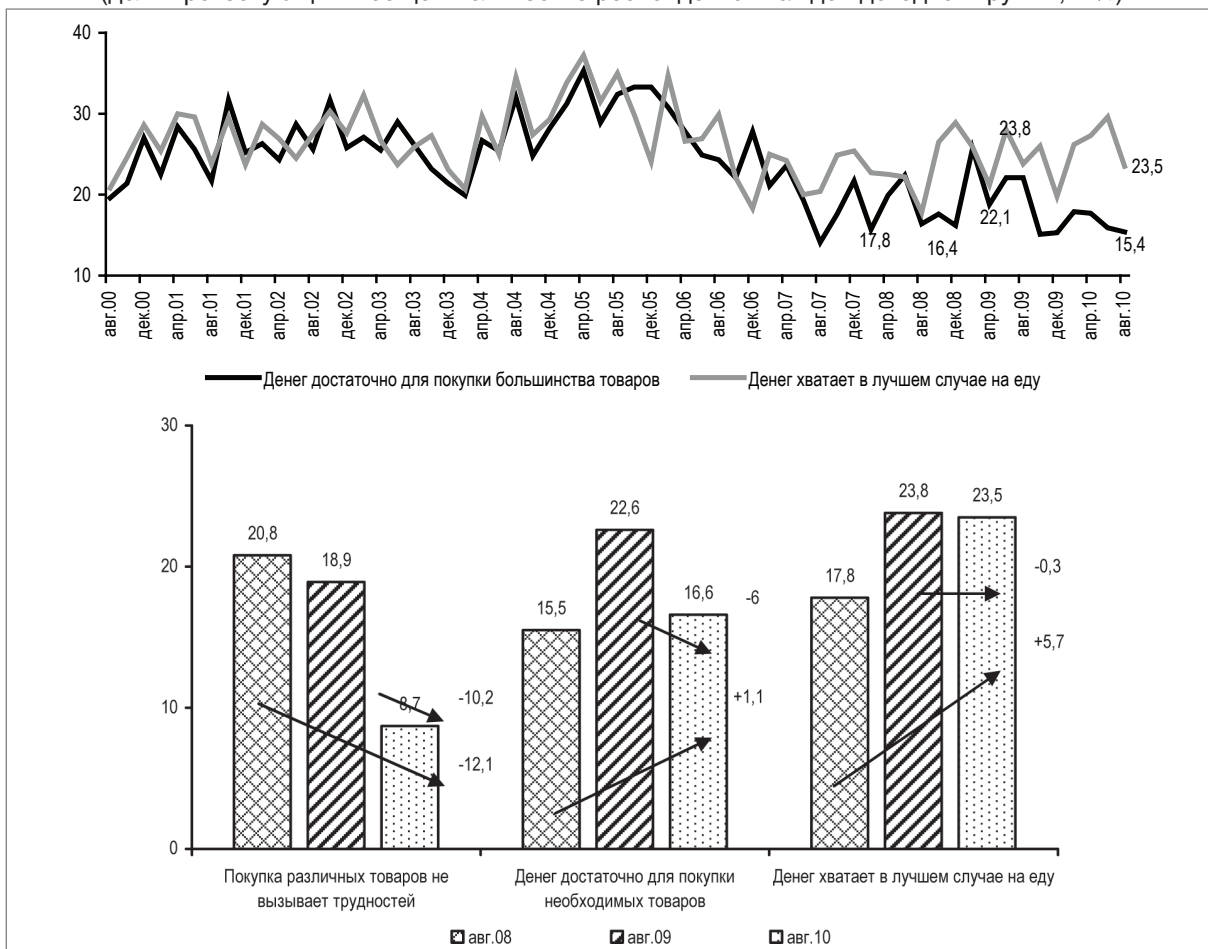 40
30
20
10
23,8
23,5
22,1
17,8
16,4
15,4
авг.00
дек.00
апр.01
авг.01
дек.01
апр.02
авг.02
дек.02
апр.03
авг.03
дек.03
апр.04
авг.04
дек.04
апр.05
авг.05
дек.05
апр.06
авг.06
дек.06
апр.07
авг.07
дек.07
апр.08
авг.08
дек.08
апр.09
авг.09
дек.09
апр.10
авг.10
Денег достаточно для покупки большинства товаров
Денег хватает в лучшем случае на еду
30
20
10
0
20,8
18,9
8,7
-10,2
-12,1
15,5
22,6
16,6
-6
+1,1
17,8
23,8
23,5
-0,3
+5,7
Покупка различных товаров не
вызывает трудностей
Денег достаточно для покупки
необходимых товаров
Денег хватает в лучшем случае на еду
авг.08
авг.09
авг.10